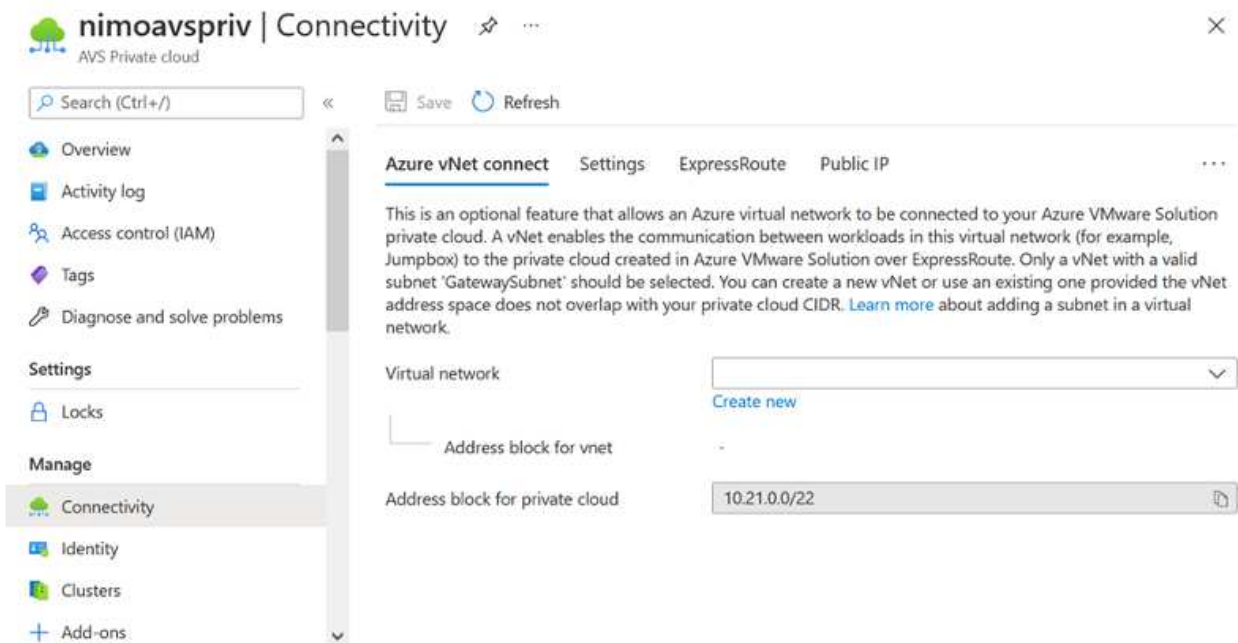 nimoavspriv | Connectivity
AVS Private cloud
Search (Ctrl+/)
Overview
Activity log
Access control (IAM)
Tags
Diagnose and solve problems
Settings
Locks
Manage
Connectivity
Identity
Clusters
Add-ons
Save Refresh
Azure vNet connect Settings ExpressRoute Public IP
This is an optional feature that allows an Azure virtual network to be connected to your Azure VMware Solution
private cloud. A vNet enables the communication between workloads in this virtual network (for example,
Jumpbox) to the private cloud created in Azure VMware Solution over ExpressRoute. Only a vNet with a valid
subnet 'GatewaySubnet' should be selected. You can create a new vNet or use an existing one provided the vNet
address space does not overlap with your private cloud CIDR. Learn more about adding a subnet in a virtual
network.
Virtual network
Create new
Address block for vnet -
Address block for private cloud 10.21.0.0/22